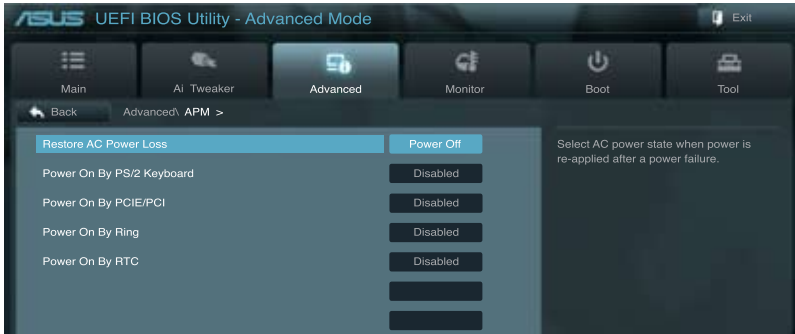 ASUS UEFI BIOS Utility - Advanced Mode
Exit
Main
Ai Tweaker
Advanced
Monitor
Boot
Tool
Back
Advanced\ APM >
Restore AC Power Loss Power Off
Power On By PS/2 Keyboard Disabled
Power On By PCIE/PCI Disabled
Power On By Ring Disabled
Power On By RTC Disabled
Select AC power state when power is
re-applied after a power failure.